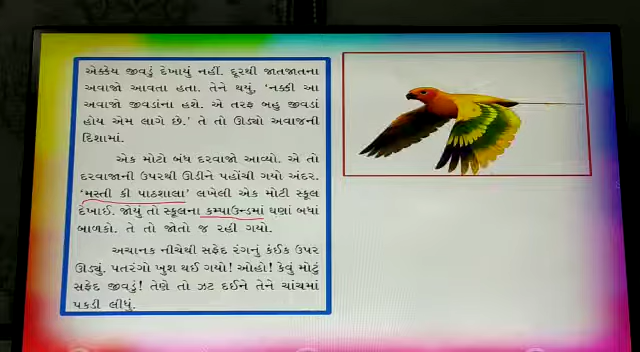 એકકેય જીવડું દેખાયું નહીં. દૂરથી જાતજાતના
અવાજો આવતા હતા. તેને થયું, ‘નક્કી આ
અવાજો જીવડાંના હશે. એ તરફ બહુ જીવડાં
હોય એમ લાગે છે.’ તે તો ઊડ્યો અવાજની
દિશામાં.
એક મોટો બંધ દરવાજો આવ્યો. એ તો
દરવાજાની ઉપરથી ઊડીને પહોંચી ગયો અંદર.
‘મસ્તી કી પાઠશાલા’ લખેલી એક મોટી સ્કૂલ
દેખાઈ. જોયું તો સ્કૂલના કમ્પાઉન્ડમાં ઘણાં બધાં
બાળકો. તે તો જોતો જ રહી ગયો.
અચાનક નીચેથી સફેદ રંગનું કંઈક ઉપર
ઊડ્યું. પતરંગો ખુશ થઈ ગયો! ઓહો! કેવું મોટું
સફેદ જીવડું! તેણે તો ઝટ દઈને તેને ચાંચમાં
પકડી લીધું.